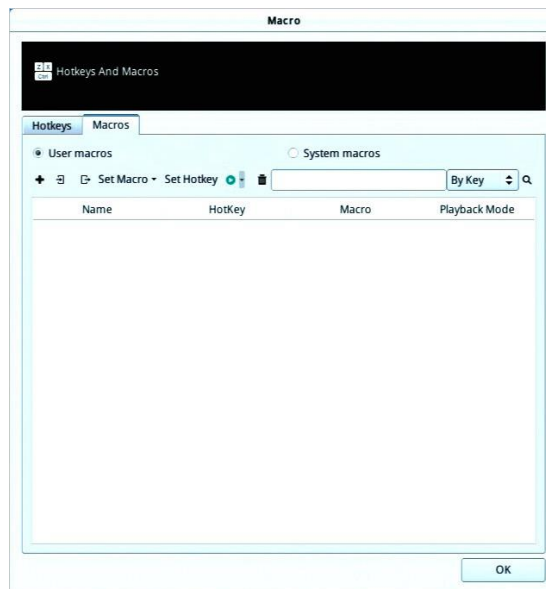 Macro
Z X
Ctrl
Hotkeys And Macros
Hotkeys Macros
User macros System macros
Set Macro Set Hotkey By Key
Name HotKey Macro Playback Mode
OK